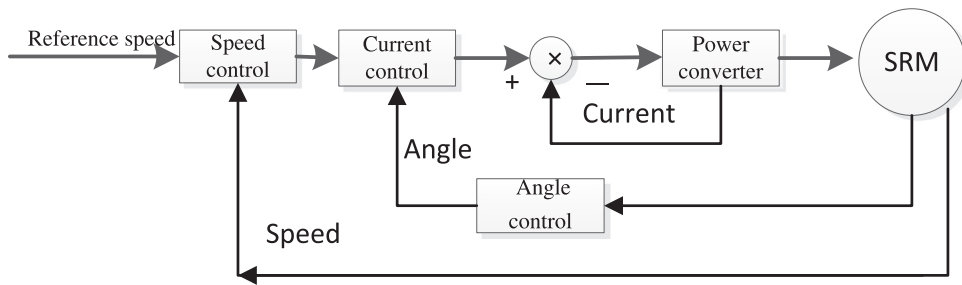 Reference speed
Speed
control
Current
control
+
×
—
Power
converter
SRM
Current
Angle
Angle
control
Speed